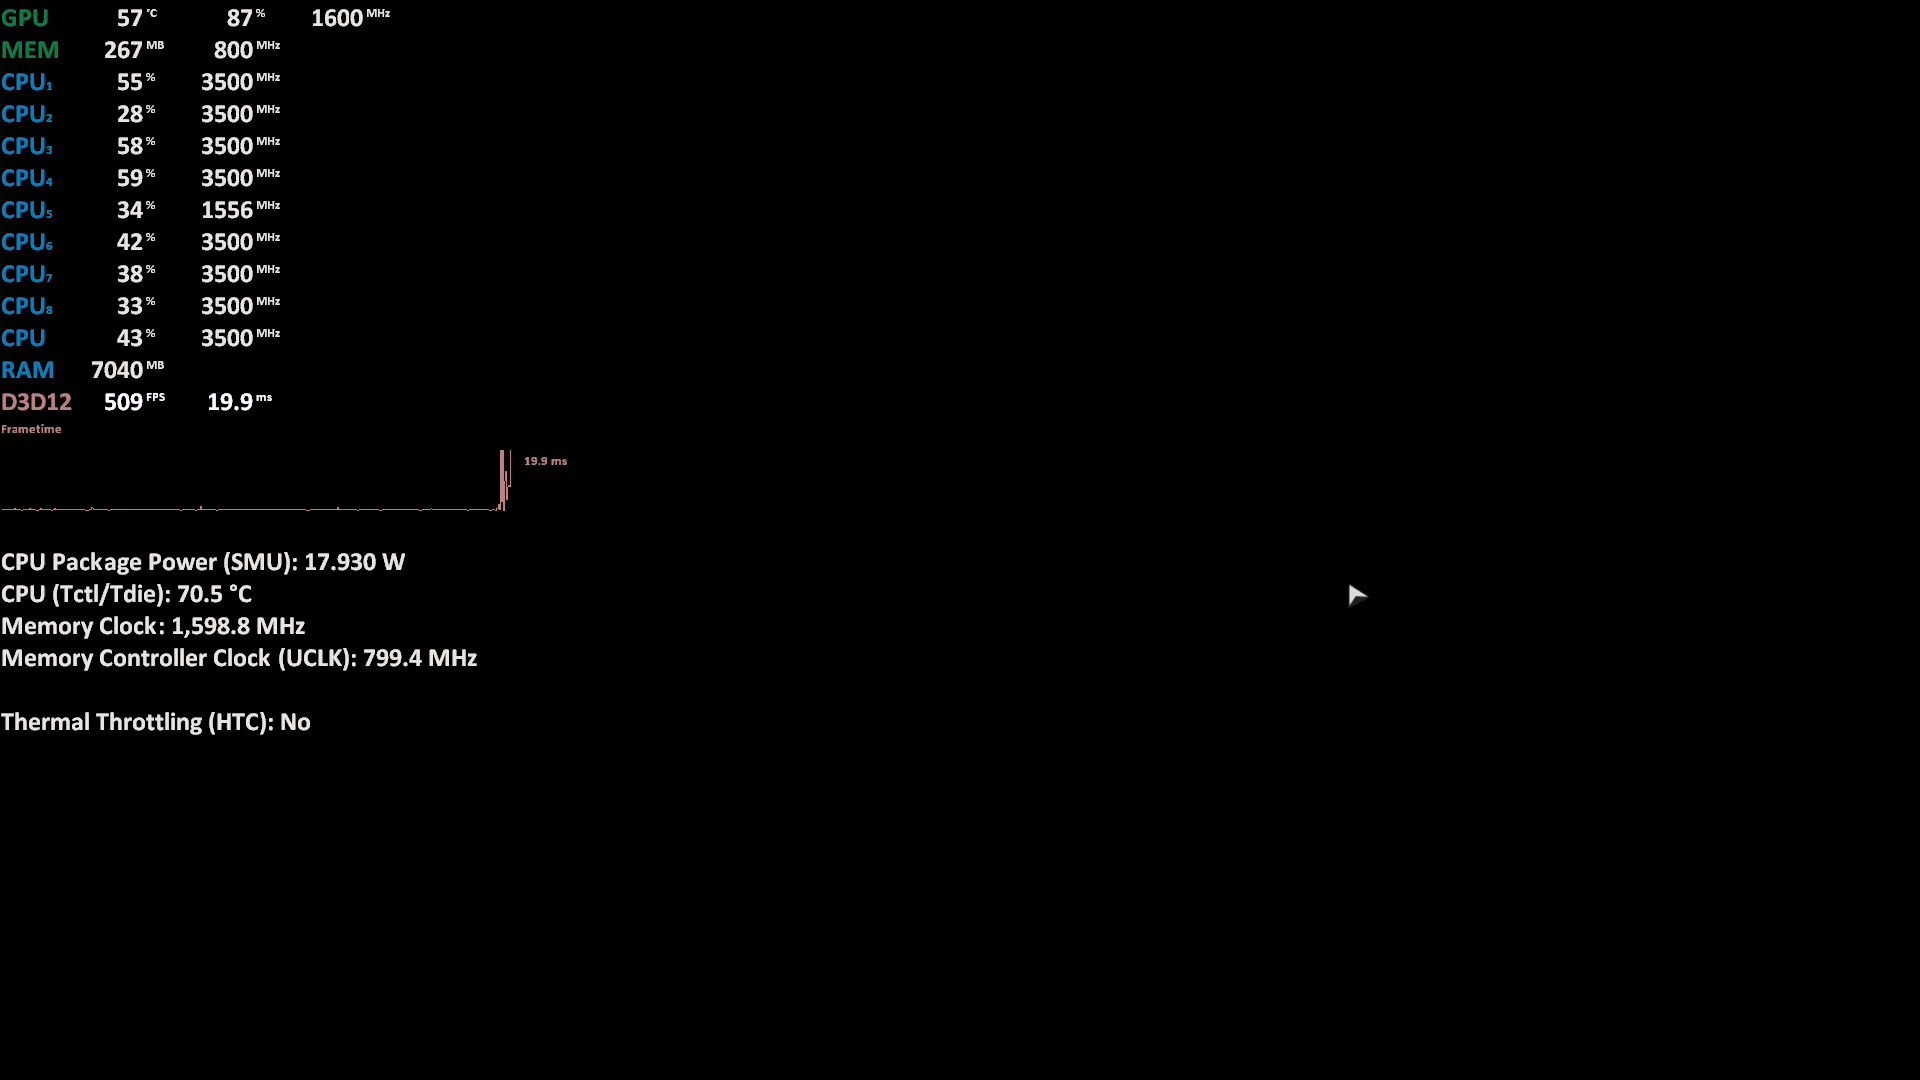 GPU 57 °C 87 % 1600 MHz
MEM 267 MB 800 MHz
CPU₁ 55 % 3500 MHz
CPU₂ 28 % 3500 MHz
CPU₃ 58 % 3500 MHz
CPU₄ 59 % 3500 MHz
CPU₅ 34 % 1556 MHz
CPU₆ 42 % 3500 MHz
CPU₇ 38 % 3500 MHz
CPU₈ 33 % 3500 MHz
CPU 43 % 3500 MHz
RAM 7040 MB
D3D12 509 FPS 19.9 ms
Frametime
19.9 ms
CPU Package Power (SMU): 17.930 W
CPU (Tctl/Tdie): 70.5 °C
Memory Clock: 1,598.8 MHz
Memory Controller Clock (UCLK): 799.4 MHz
Thermal Throttling (HTC): No